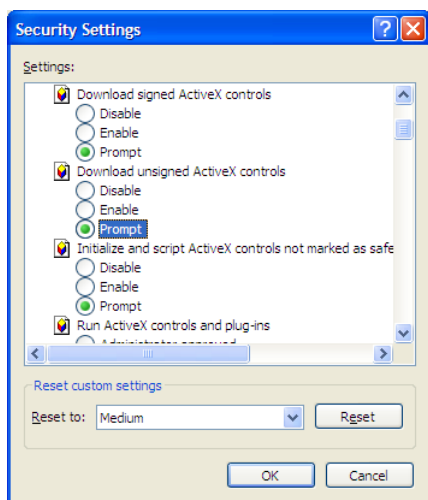 Security Settings
Settings:
Download signed ActiveX controls
Disable
Enable
Prompt
Download unsigned ActiveX controls
Disable
Enable
Prompt
Initialize and script ActiveX controls not marked as safe
Disable
Enable
Prompt
Run ActiveX controls and plug-ins
Administrator approved
Reset custom settings
Reset to: Medium Reset
OK Cancel